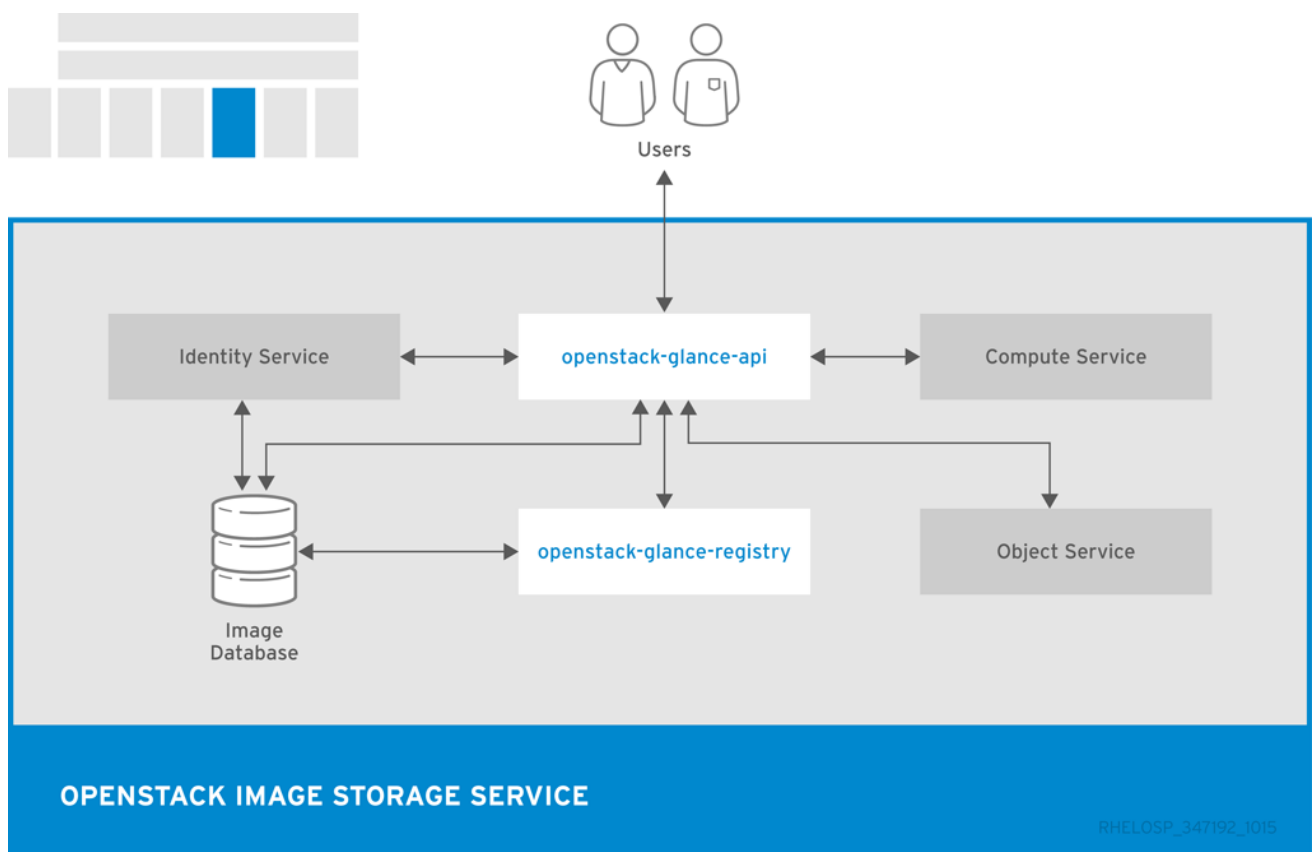 Users
Identity Service
openstack-glance-api
Compute Service
openstack-glance-registry
Object Service
Image
Database
OPENSTACK IMAGE STORAGE SERVICE
RHELOSP_347192_1015